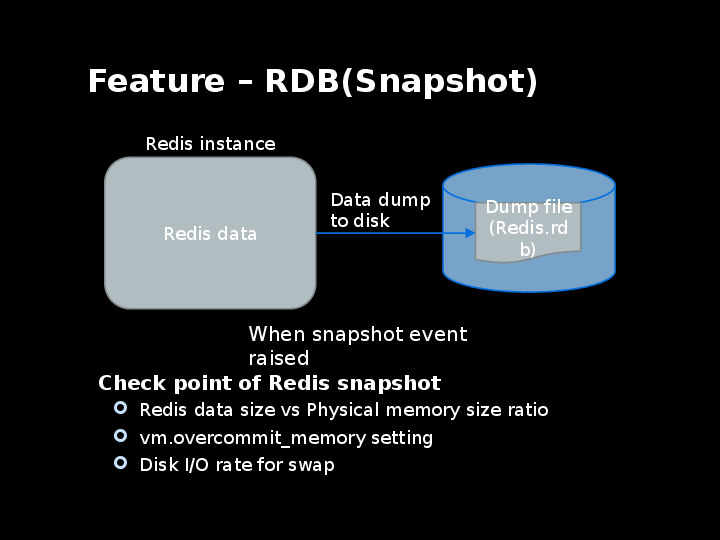 Feature – RDB(Snapshot)
Redis instance
Redis data
Data dump
to disk
Dump file
(Redis.rd
b)
When snapshot event
raised
Check point of Redis snapshot
Redis data size vs Physical memory size ratio
vm.overcommit_memory setting
Disk I/O rate for swap